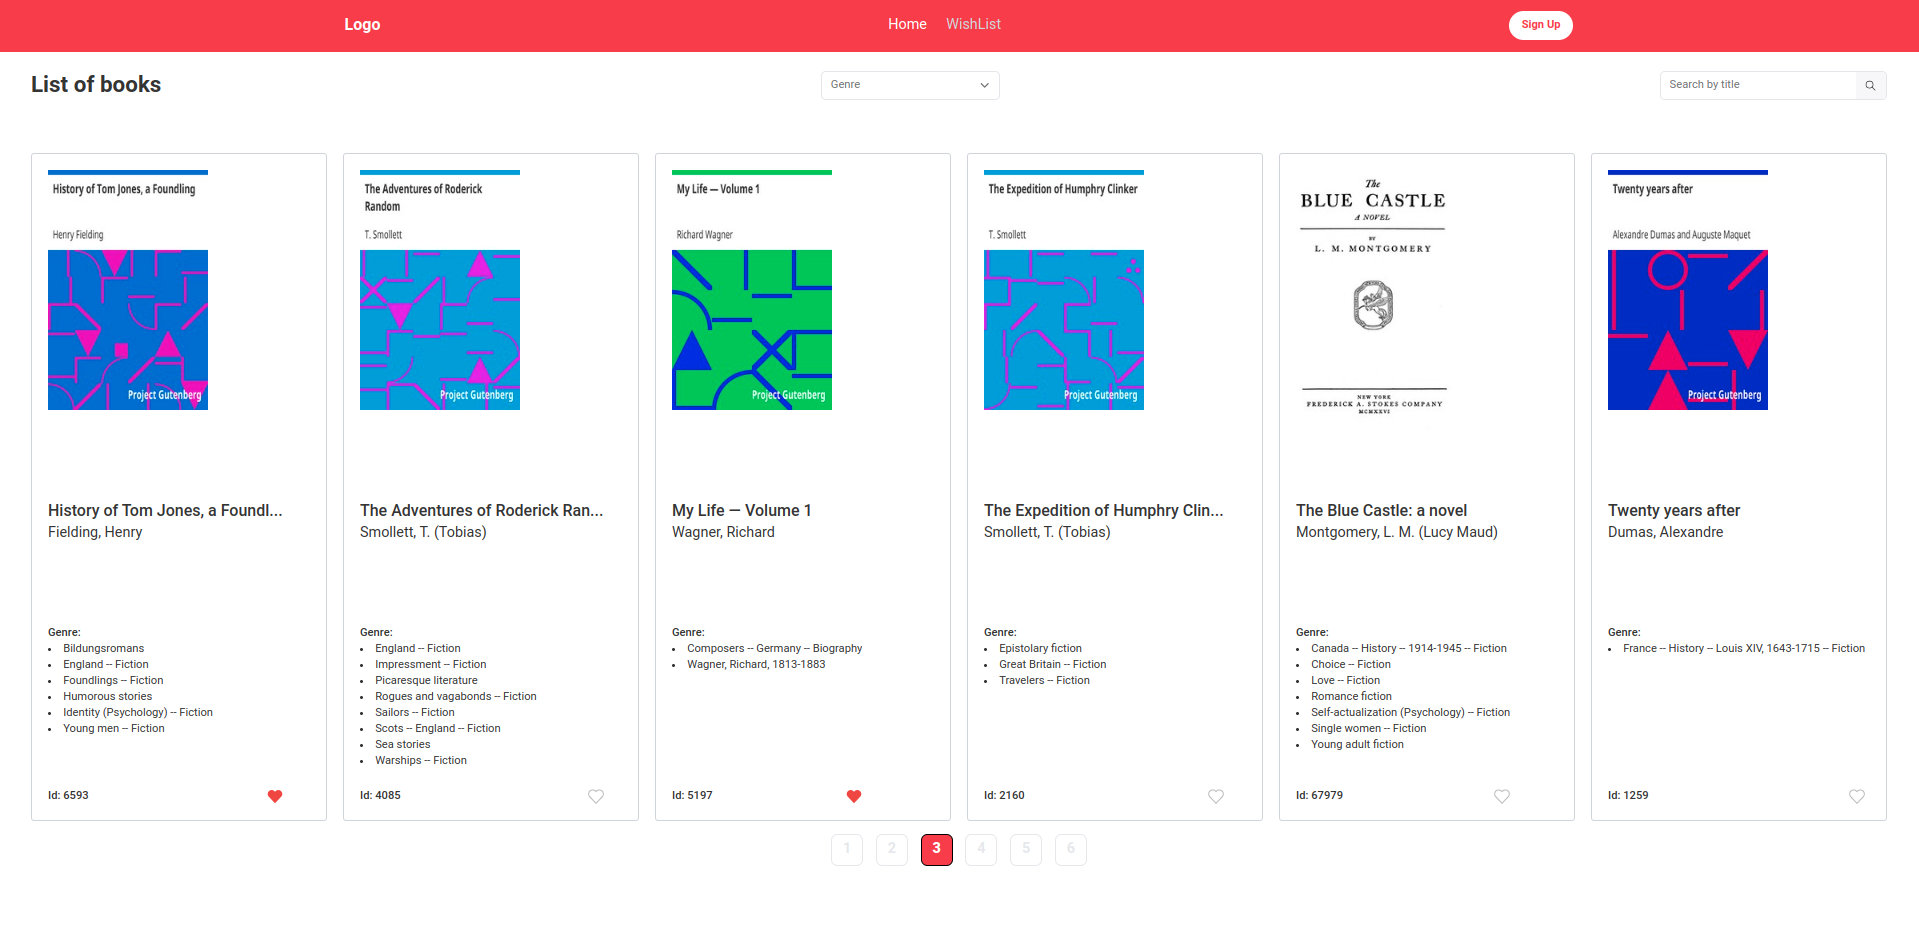 Logo
Home
WishList
Sign Up
List of books
Genre
Search by title
History of Tom Jones, a Foundling
Henry Fielding
Project Gutenberg
History of Tom Jones, a Foundl...
Fielding, Henry
Genre:
Bildungsromans
England -- Fiction
Foundlings -- Fiction
Humorous stories
Identity (Psychology) -- Fiction
Young men -- Fiction
Id: 6593
The Adventures of Roderick
Random
T. Smollett
Project Gutenberg
The Adventures of Roderick Ran...
Smollett, T. (Tobias)
Genre:
England -- Fiction
Impressment -- Fiction
Picaresque literature
Rogues and vagabonds -- Fiction
Sailors -- Fiction
Scots -- England -- Fiction
Sea stories
Warships -- Fiction
Id: 4085
My Life — Volume 1
Richard Wagner
Project Gutenberg
My Life — Volume 1
Wagner, Richard
Genre:
Composers -- Germany -- Biography
Wagner, Richard, 1813-1883
Id: 5197
The Expedition of Humphry Clinker
T. Smollett
Project Gutenberg
The Expedition of Humphry Clin...
Smollett, T. (Tobias)
Genre:
Epistolary fiction
Great Britain -- Fiction
Travelers -- Fiction
Id: 2160
The
BLUE CASTLE
A NOVEL
BY
L. M. MONTGOMERY
NEW YORK
FREDERICK A. STOKES COMPANY
MCMXXVI
The Blue Castle: a novel
Montgomery, L. M. (Lucy Maud)
Genre:
Canada -- History -- 1914-1945 -- Fiction
Choice -- Fiction
Love -- Fiction
Romance fiction
Self-actualization (Psychology) -- Fiction
Single women -- Fiction
Young adult fiction
Id: 67979
Twenty years after
Alexandre Dumas and Auguste Maquet
Project Gutenberg
Twenty years after
Dumas, Alexandre
Genre:
France -- History -- Louis XIV, 1643-1715 -- Fiction
Id: 1259
1 2 3 4 5 6